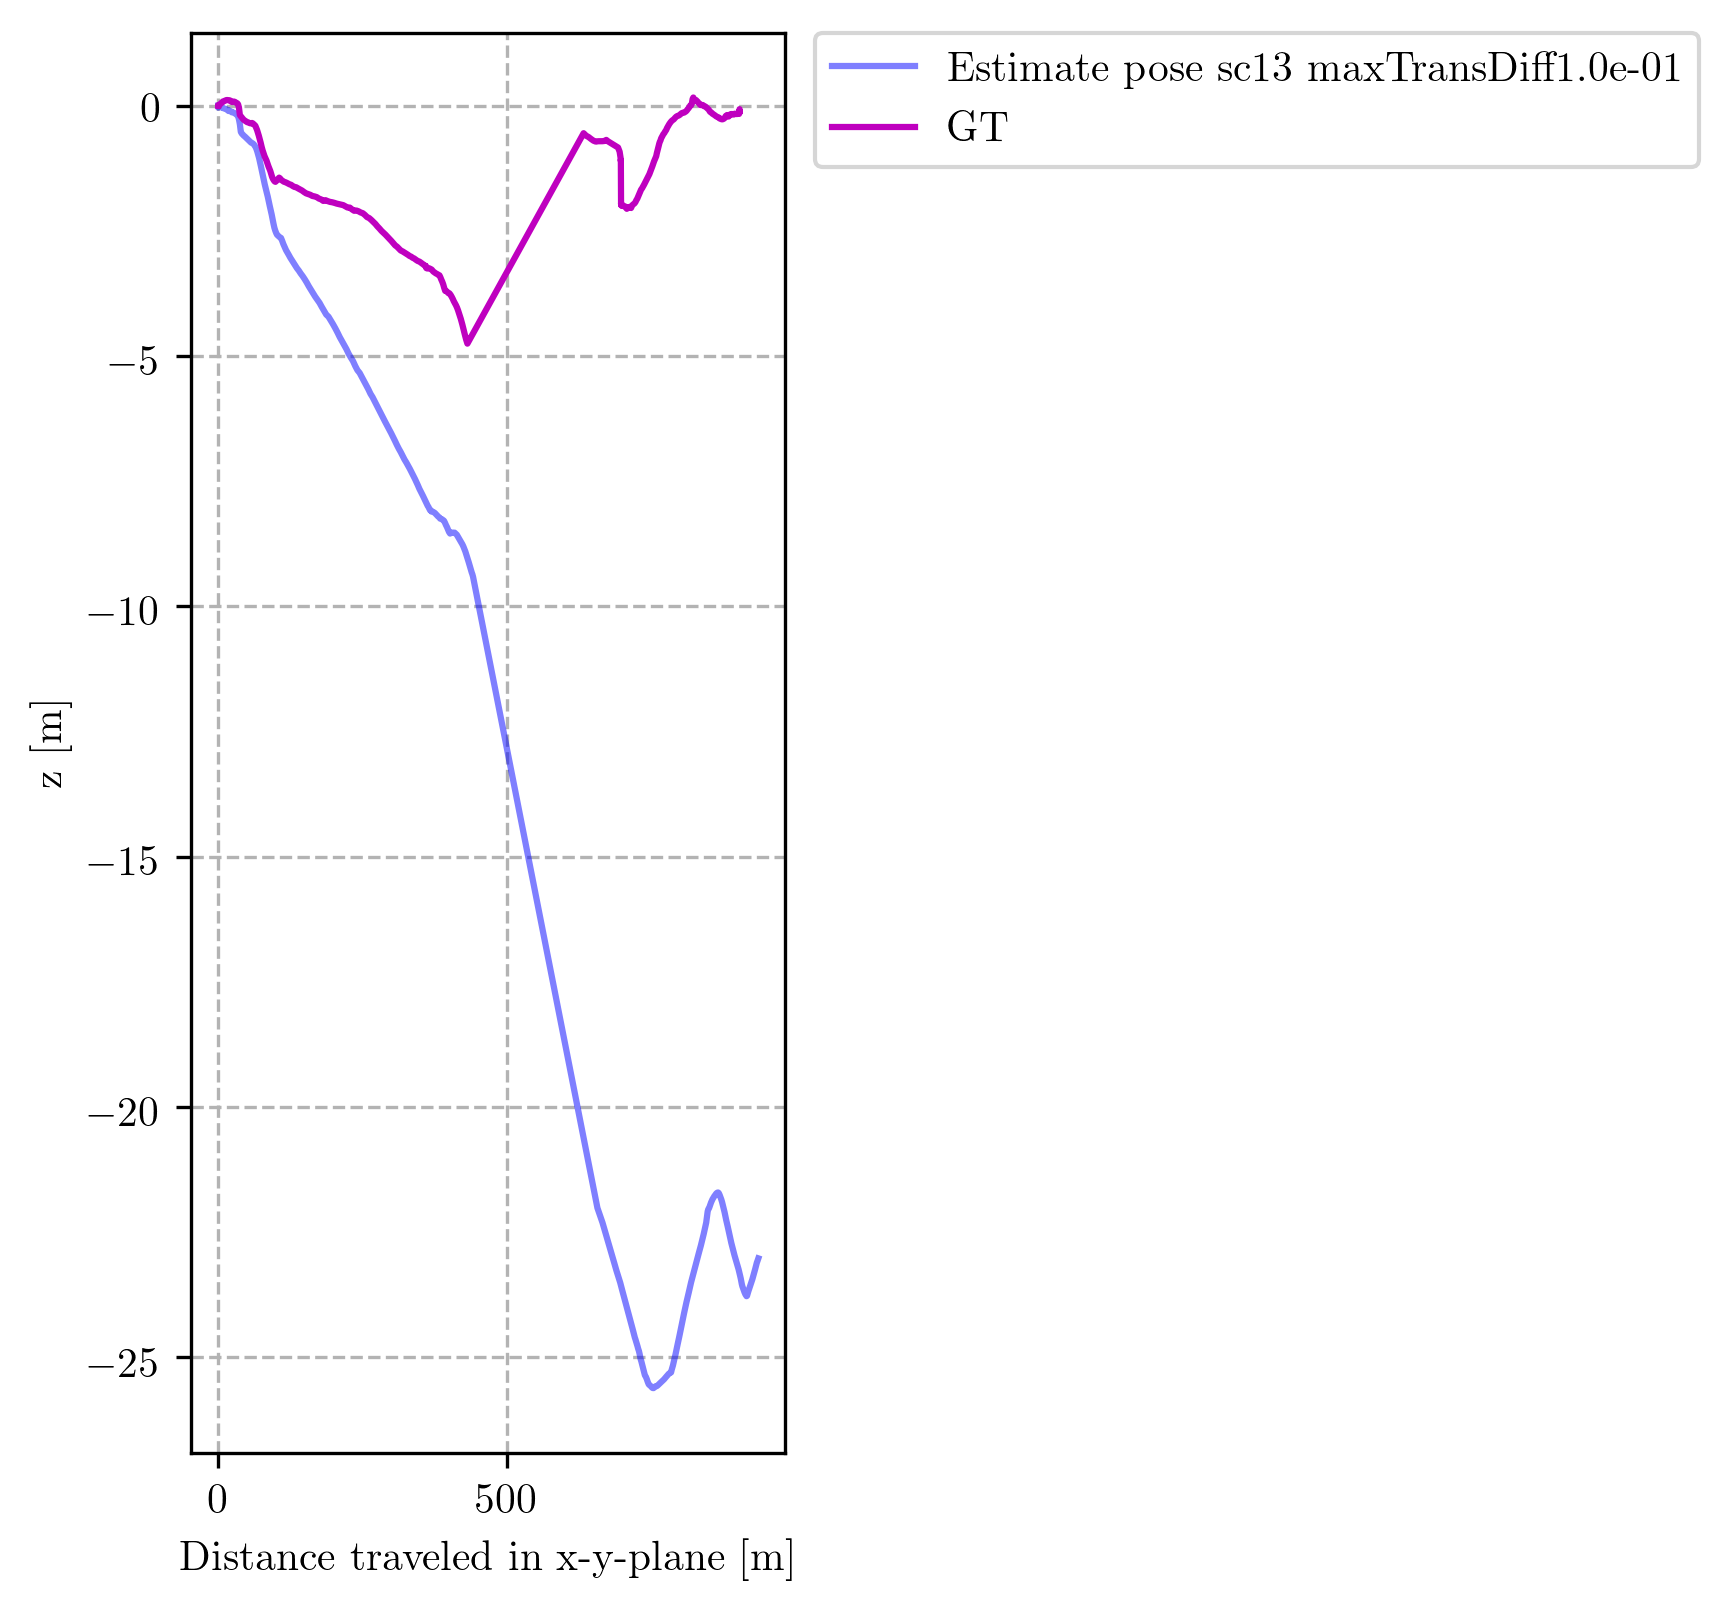 Estimate pose sc13 maxTransDiff1.0e-01
GT
0
−5
−10
−15
−20
−25
z [m]
0 500
Distance traveled in x-y-plane [m]